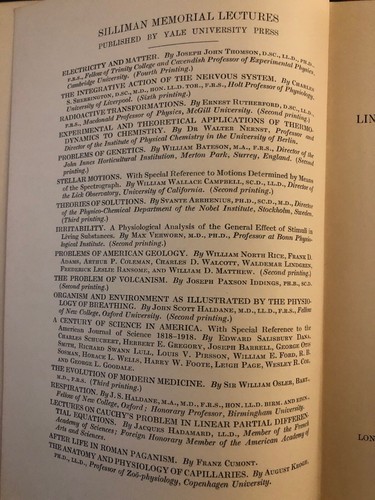 SILLIMAN MEMORIAL LECTURES
PUBLISHED BY YALE UNIVERSITY PRESS
ELECTRICITY AND MATTER. By JOSEPH JOHN THOMSON, D.SC., LL.D., PH.D.,
F.R.S., Fellow of Trinity College and Cavendish Professor of Experimental Physics,
Cambridge University. (Fourth Printing.)
THE INTEGRATIVE ACTION OF THE NERVOUS SYSTEM. By CHARLES
S. SHERRINGTON, D.SC., M.D., HON. LL.D. TOR., F.R.S., Holt Professor of Physiology,
University of Liverpool. (Sixth printing.)
RADIOACTIVE TRANSFORMATIONS. By ERNEST RUTHERFORD, D.SC., LL.D.,
F.R.S., Macdonald Professor of Physics, McGill University. (Second printing.)
EXPERIMENTAL AND THEORETICAL APPLICATIONS OF THERMO-
DYNAMICS TO CHEMISTRY. By DR WALTER NERNST, Professor and
Director of the Institute of Physical Chemistry in the University of Berlin.
PROBLEMS OF GENETICS. By WILLIAM BATESON, M.A., F.R.S., Director of the
John Innes Horticultural Institution, Merton Park, Surrey, England. (Second
printing.)
STELLAR MOTIONS. With Special Reference to Motions Determined by Means
of the Spectrograph. By WILLIAM WALLACE CAMPBELL, SC.D., LL.D., Director of
the Lick Observatory, University of California. (Second printing.)
THEORIES OF SOLUTIONS. By SVANTE ARRHENIUS, PH.D., SC.D., M.D., Director
of the Physico-Chemical Department of the Nobel Institute, Stockholm, Sweden.
(Third printing.)
IRRITABILITY. A Physiological Analysis of the General Effect of Stimuli in
Living Substances. By MAX VERWORN, M.D., PH.D., Professor at Bonn Physio-
logical Institute. (Second printing.)
PROBLEMS OF AMERICAN GEOLOGY. By WILLIAM NORTH RICE, FRANK D.
ADAMS, ARTHUR P. COLEMAN, CHARLES D. WALCOTT, WALDEMAR LINDGREN,
FREDERICK LESLIE RANSOME, AND WILLIAM D. MATTHEW. (Second printing.)
THE PROBLEM OF VOLCANISM. By JOSEPH PAXSON IDDINGS, PH.B., SC.D.
(Second printing.)
ORGANISM AND ENVIRONMENT AS ILLUSTRATED BY THE PHYSIO-
LOGY OF BREATHING. By JOHN SCOTT HALDANE, M.D., LL.D., F.R.S., Fellow
of New College, Oxford University. (Second printing.)
A CENTURY OF SCIENCE IN AMERICA. With Special Reference to the
American Journal of Science 1818-1918. By EDWARD SALISBURY DANA,
CHARLES SCHUCHERT, HERBERT E. GREGORY, JOSEPH BARRELL, GEORGE OTIS
SMITH, RICHARD SWANN LULL, LOUIS V. PIRSSON, WILLIAM E. FORD, R. B.
SOSMAN, HORACE L. WELLS, HARRY W. FOOTE, LEIGH PAGE, WESLEY R. COE,
AND GEORGE L. GOODALE.
THE EVOLUTION OF MODERN MEDICINE. By SIR WILLIAM OSLER, BART.,
M.D., F.R.S. (Third printing.)
RESPIRATION. By J. S. HALDANE, M.A., M.D., F.R.S., HON. LL.D. BIRM. AND EDIN.,
Fellow of New College, Oxford: Honorary Professor, Birmingham University.
LECTURES ON CAUCHY'S PROBLEM IN LINEAR PARTIAL DIFFEREN-
TIAL EQUATIONS. By JACQUES HADAMARD, LL.D., Member of the French
Academy of Sciences; Foreign Honorary Member of the American Academy of
Arts and Sciences.
AFTER LIFE IN ROMAN PAGANISM. By FRANZ CUMONT.
THE ANATOMY AND PHYSIOLOGY OF CAPILLARIES. By AUGUST KROGH,
PH.D., LL.D., Professor of Zoö-physiology, Copenhagen University.
LIN